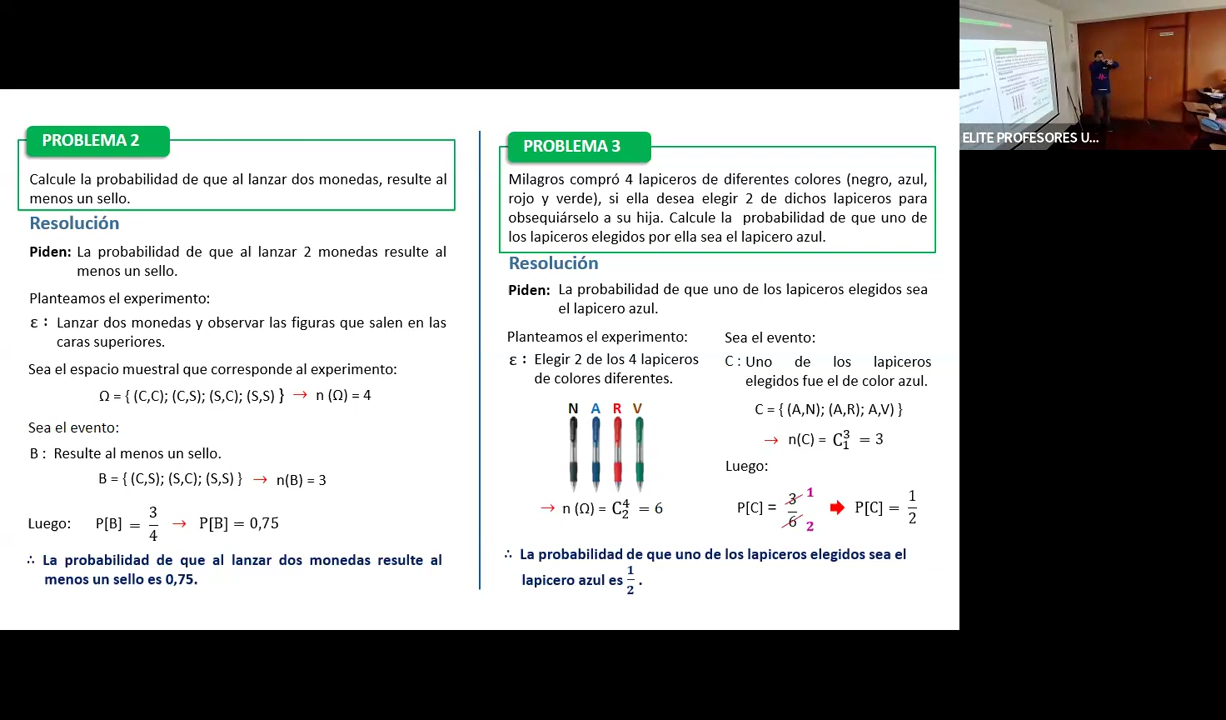 PROBLEMA 2
Calcule la probabilidad de que al lanzar dos monedas, resulte al
menos un sello.
Resolución
Piden: La probabilidad de que al lanzar 2 monedas resulte al
menos un sello.
Planteamos el experimento:
ε : Lanzar dos monedas y observar las figuras que salen en las
caras superiores.
Sea el espacio muestral que corresponde al experimento:
Ω = { (C,C); (C,S); (S,C); (S,S) } → n (Ω) = 4
Sea el evento:
B : Resulte al menos un sello.
B = { (C,S); (S,C); (S,S) } → n(B) = 3
Luego: P[B] = 3/4 → P[B] = 0,75
∴ La probabilidad de que al lanzar dos monedas resulte al
menos un sello es 0,75.
PROBLEMA 3
Milagros compró 4 lapiceros de diferentes colores (negro, azul,
rojo y verde), si ella desea elegir 2 de dichos lapiceros para
obsequiárselo a su hija. Calcule la probabilidad de que uno de
los lapiceros elegidos por ella sea el lapicero azul.
Resolución
Piden: La probabilidad de que uno de los lapiceros elegidos sea
el lapicero azul.
Planteamos el experimento:
ε : Elegir 2 de los 4 lapiceros
de colores diferentes.
N A R V
→ n (Ω) = C₂⁴ = 6
Sea el evento:
C : Uno de los lapiceros
elegidos fue el de color azul.
C = { (A,N); (A,R); A,V) }
→ n(C) = C₁³ = 3
Luego:
P[C] = 3/6 1 2 ➡ P[C] = 1/2
∴ La probabilidad de que uno de los lapiceros elegidos sea el
lapicero azul es 1/2 .
ELITE PROFESORES U...